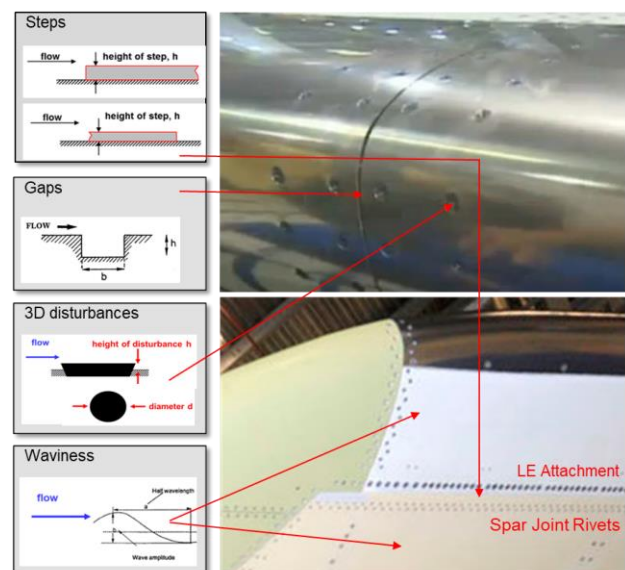 Steps
flow
height of step, h
flow
height of step, h
Gaps
FLOW
h
b
3D disturbances
flow
height of disturbance h
diameter d
Waviness
flow
Half wavelength
a
h
Wave amplitude
LE Attachment
Spar Joint Rivets